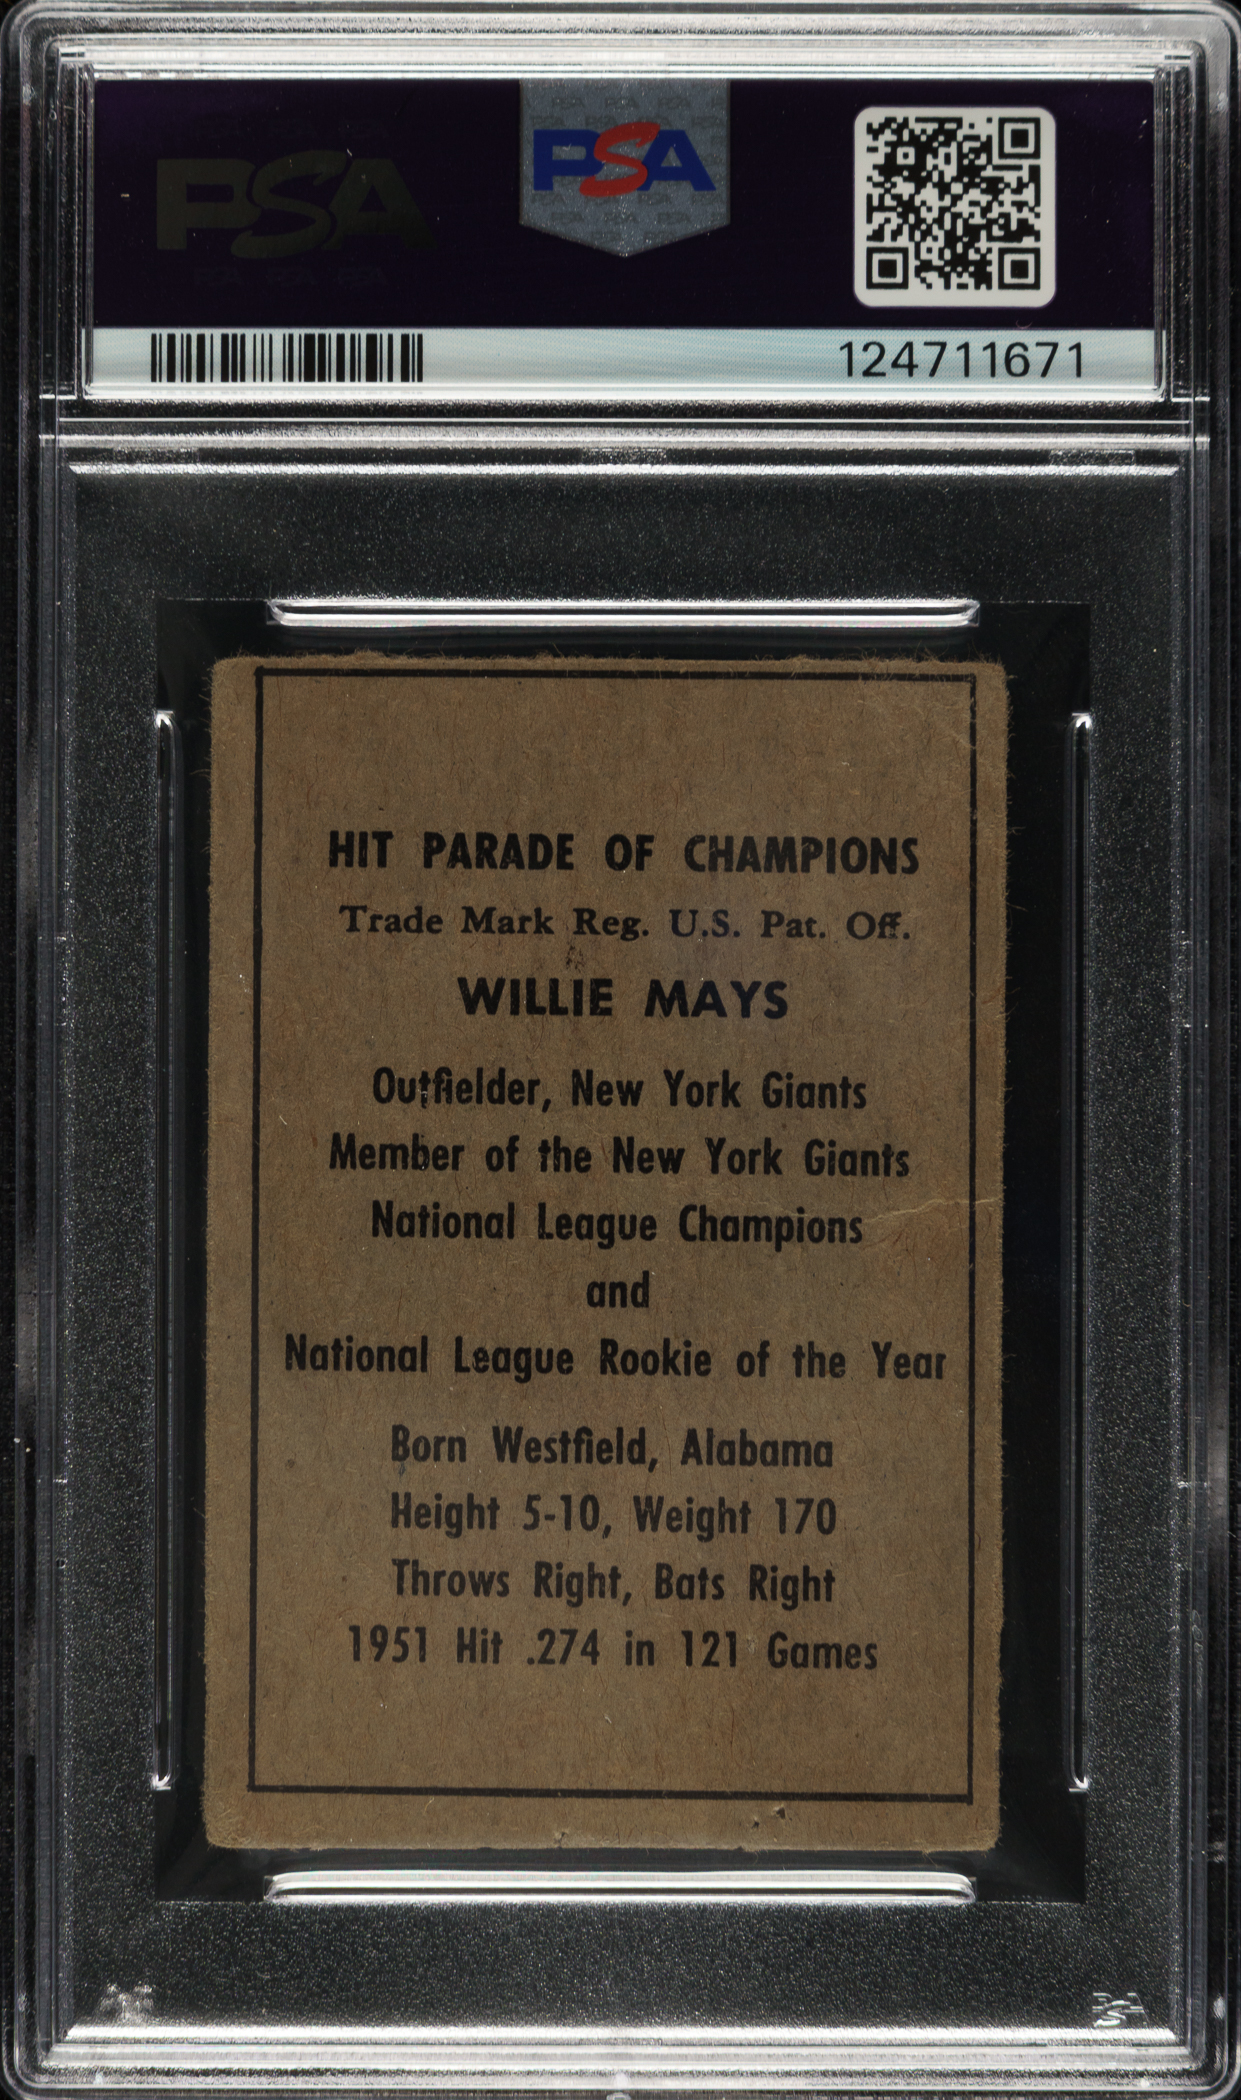 PSA
PSA
124711671
HIT PARADE OF CHAMPIONS
Trade Mark Reg. U.S. Pat. Off.
WILLIE MAYS
Outfielder, New York Giants
Member of the New York Giants
National League Champions
and
National League Rookie of the Year
Born Westfield, Alabama
Height 5-10, Weight 170
Throws Right, Bats Right
1951 Hit .274 in 121 Games